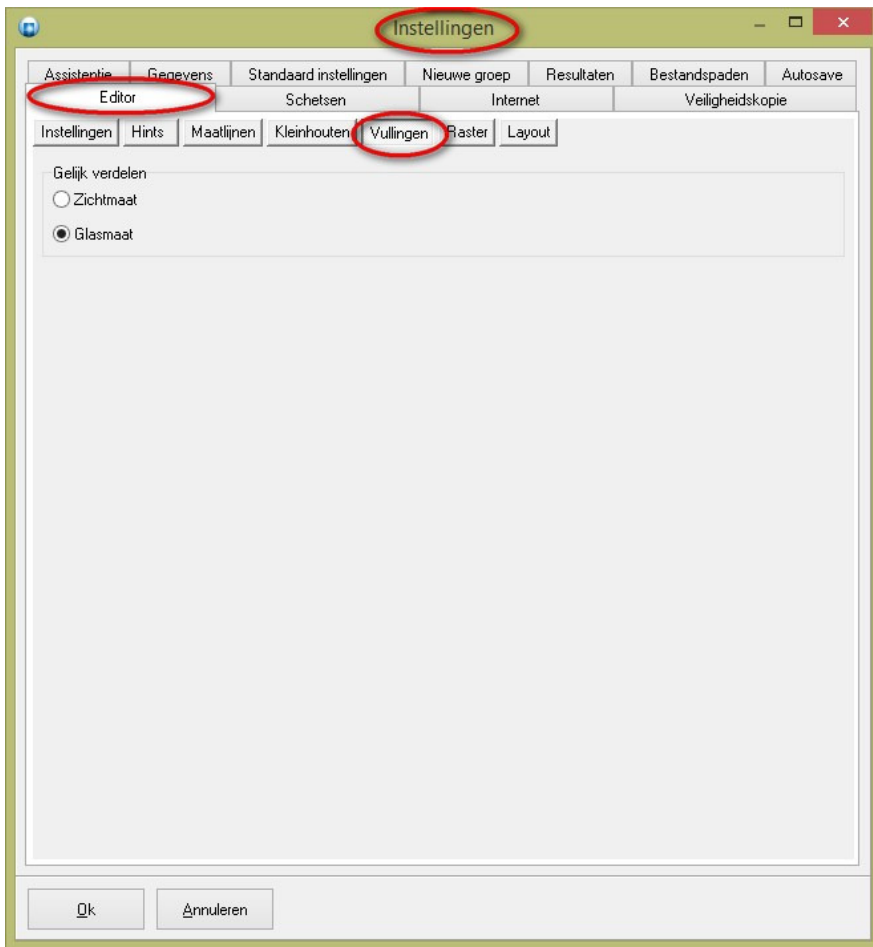 Instellingen
Assistentie Gegevens Standaard instellingen Nieuwe groep Resultaten Bestandspaden Autosave
Editor Schetsen Internet Veiligheidskopie
Instellingen Hints Maatlijnen Kleinhouten Vullingen Raster Layout
Gelijk verdelen
Zichtmaat
Glasmaat
Ok Annuleren